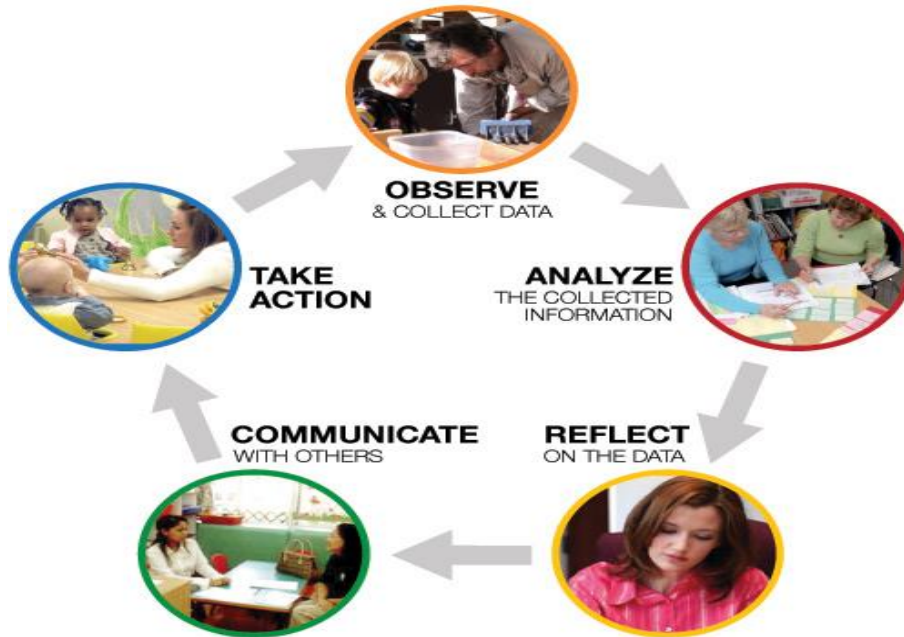 OBSERVE
& COLLECT DATA
ANALYZE
THE COLLECTED
INFORMATION
REFLECT
ON THE DATA
COMMUNICATE
WITH OTHERS
TAKE
ACTION